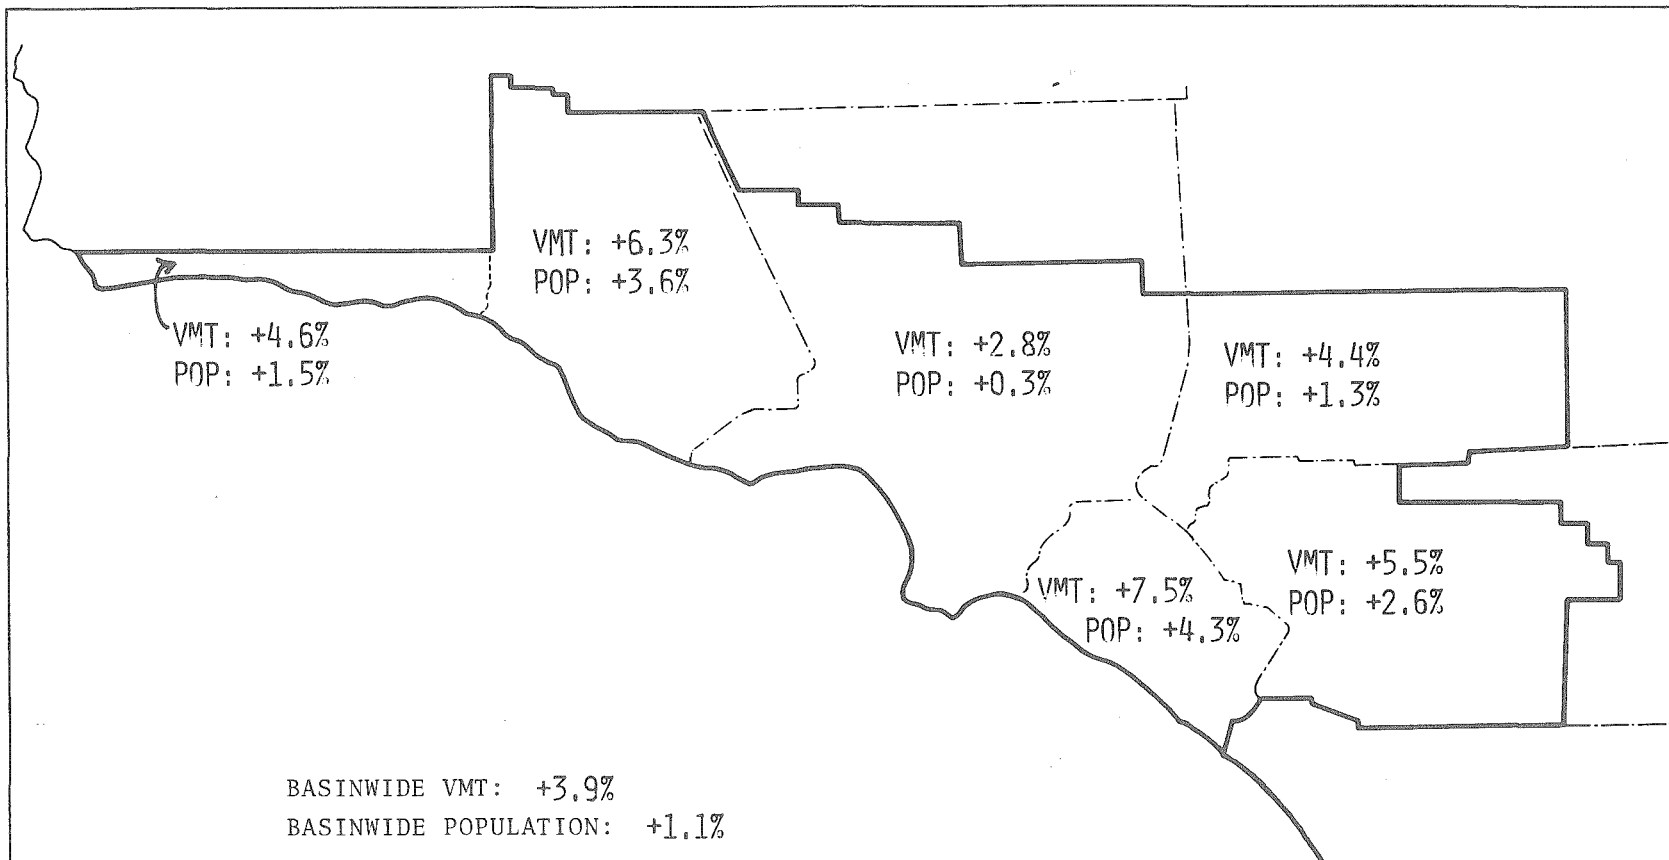 VMT: +6.3%
POP: +3.6%
VMT: +4.6%
POP: +1.5%
VMT: +2.8%
POP: +0.3%
VMT: +4.4%
POP: +1.3%
VMT: +5.5%
POP: +2.6%
VMT: +7.5%
POP: +4.3%
BASINWIDE VMT: +3.9%
BASINWIDE POPULATION: +1.1%